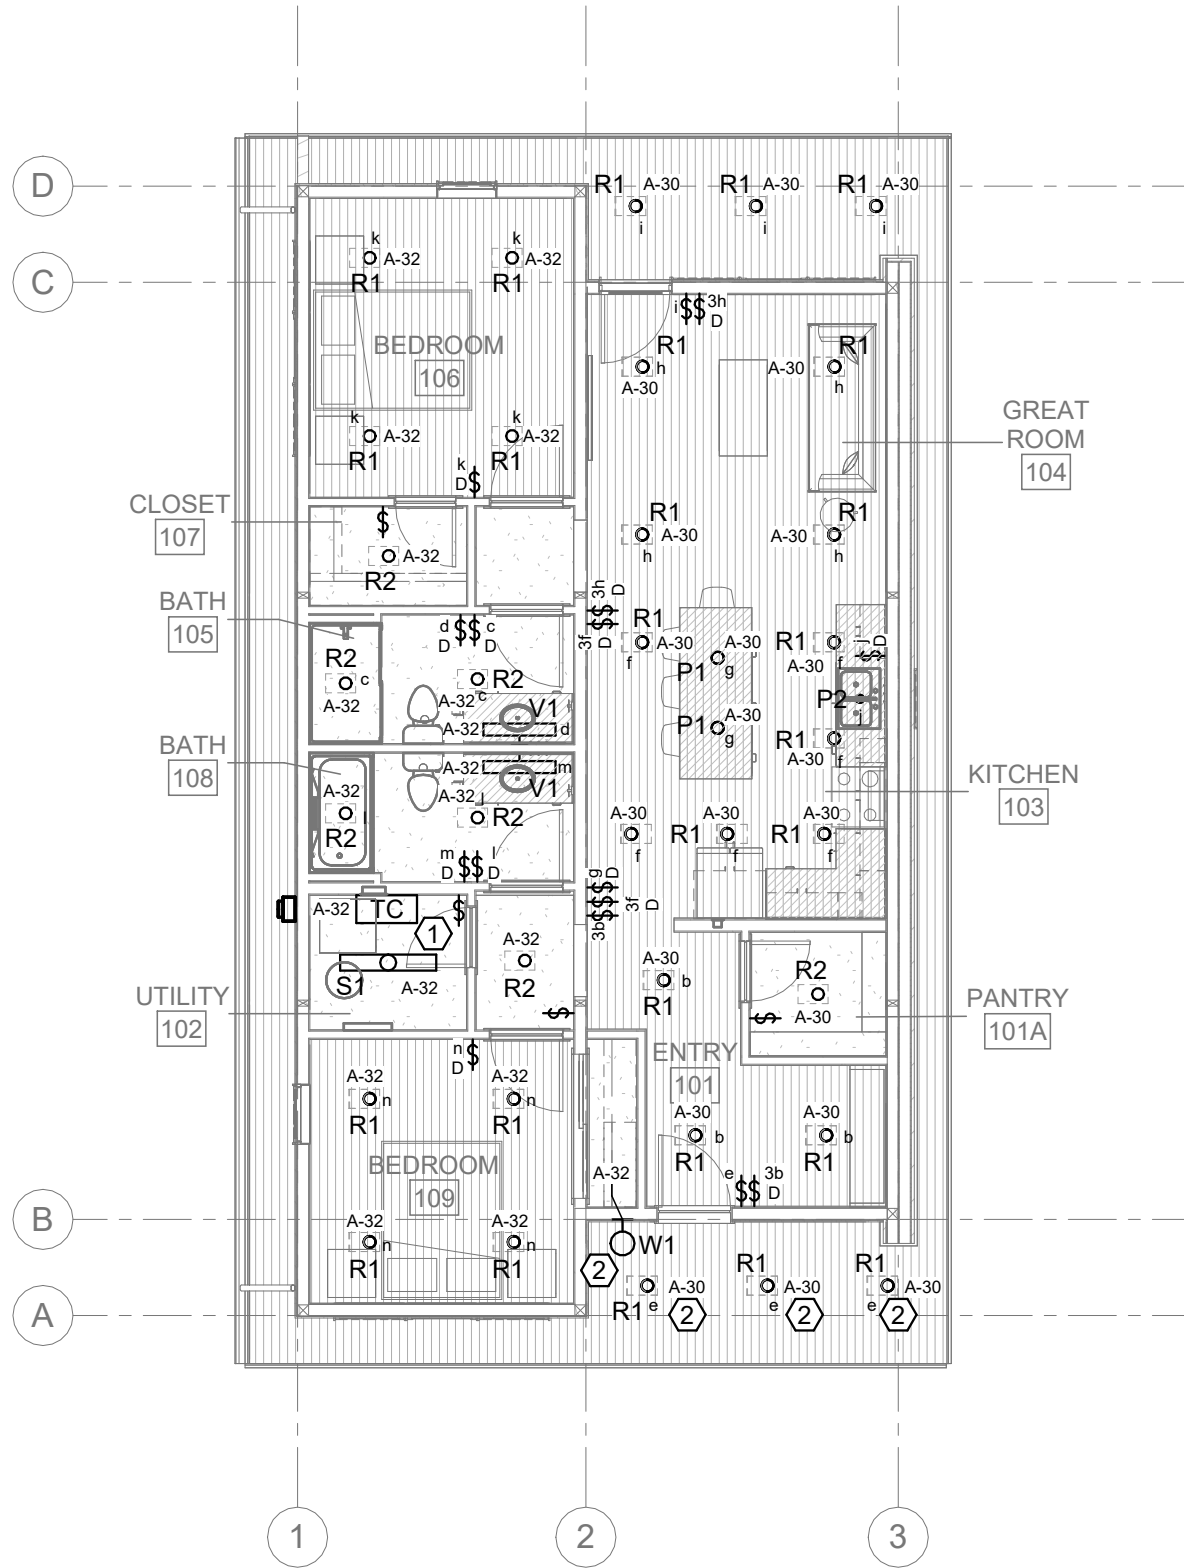 D
R1 A-30 R1 A-30 R1 A-30
i i i
C
k k
A-32 A-32
R1 R1
i $$ 3h
D
BEDROOM
106
R1 R1
h A-30 h
A-30
GREAT
ROOM
104
k k
A-32 A-32
R1 R1
k
D $
CLOSET
107
$
A-32
R2
R1 R1
A-30 A-30
h h
3h
D
$$
3f
D
BATH
105
d $$ c
D D
R2
c
A-32
R2
A-32 c
V1
A-32 d
R1
A-30
f
A-30
P1 g
A-30
P1 g
R1
f
A-30
j
D
$
P2
j
R1
f
A-30
BATH
108
A-32
R2
l
A-32 m
V1
A-32 l
R2
m $$ l
D D
KITCHEN
103
A-30 A-30 A-30
R1 R1
f f f
g
D
$$$
3f
D
3b
A-32 TC $
1
S1
A-32
UTILITY
102
A-32
R2
$
A-30
b
R1
R2
A-30
$
PANTRY
101A
n
D $
ENTRY
101
A-32 A-32
n n
R1 R1
A-30 A-30
b b
R1 R1
BEDROOM
109
A-32
e $$ 3b
D
B
A-32 A-32
n n
R1 R1
W1
2
R1 A-30
e
R1 A-30
e
R1 A-30
e
2 2 2
A
1 2 3